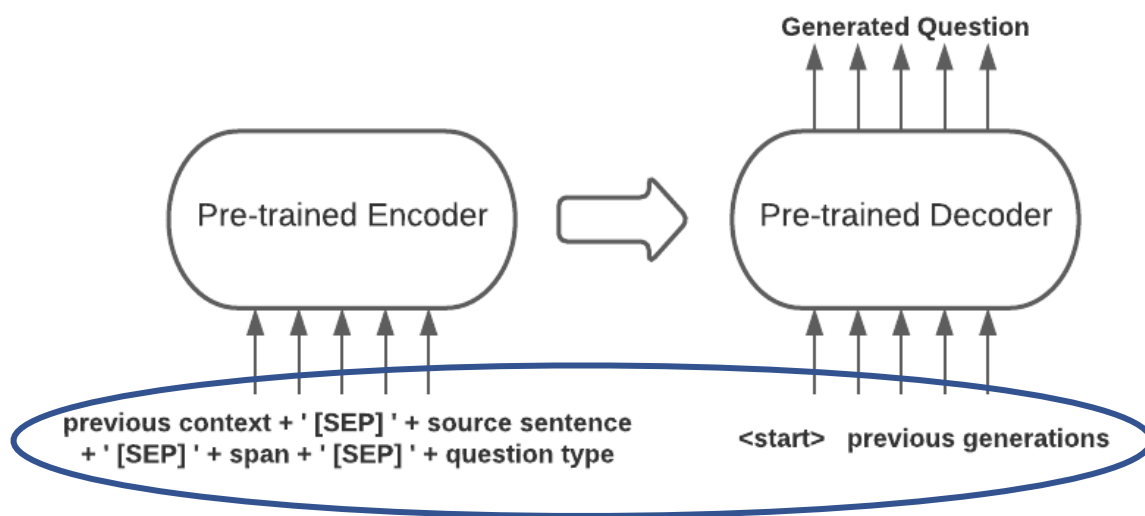 Generated Question
Pre-trained Encoder
Pre-trained Decoder
previous context + ' [SEP] ' + source sentence
+ ' [SEP] ' + span + ' [SEP] ' + question type
<start> previous generations